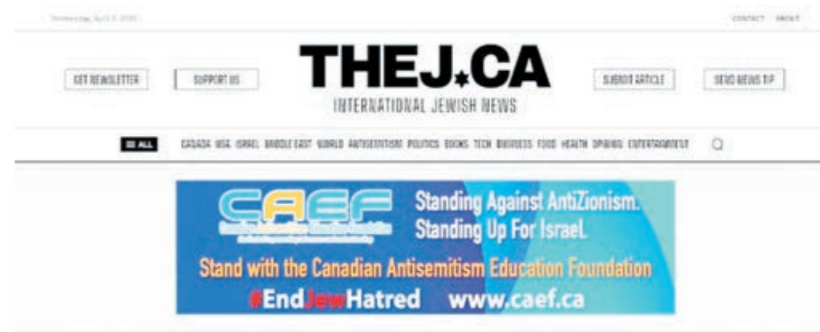 CONTACT ABOUT
GET NEWSLETTER SUPPORT US THEJ.CA SUBMIT ARTICLE SEND NEWS TIP
INTERNATIONAL JEWISH NEWS
ALL CANADA USA ISRAEL MIDDLE EAST WORLD ANTISEMITISM POLITICS BOOKS TECH BUSINESS FOOD HEALTH OPINION ENTERTAINMENT
CAEF Standing Against AntiZionism.
Standing Up For Israel.
Stand with the Canadian Antisemitism Education Foundation
#EndJewHatred www.caef.ca